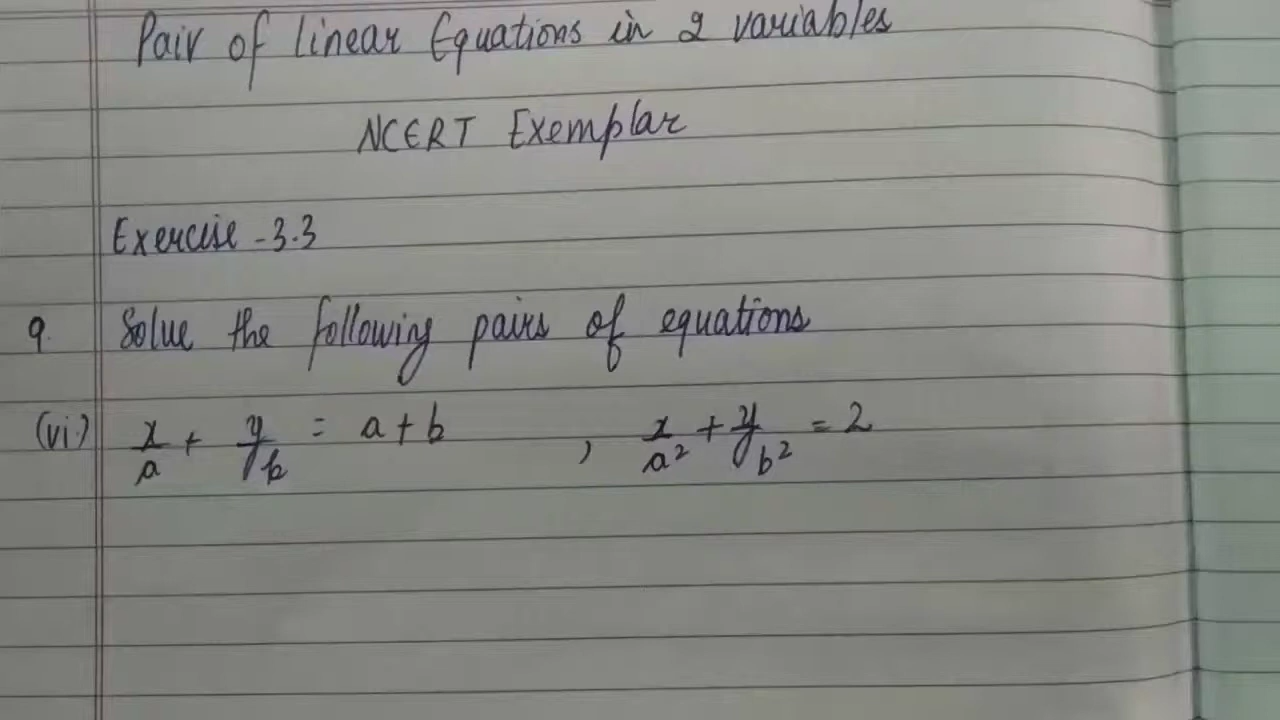 Pair of linear Equations in 2 variables
NCERT Exemplar
Exercise - 3.3
9. Solve the following pairs of equations
(vi.) x/a + y/b = a + b , x/a² + y/b² = 2